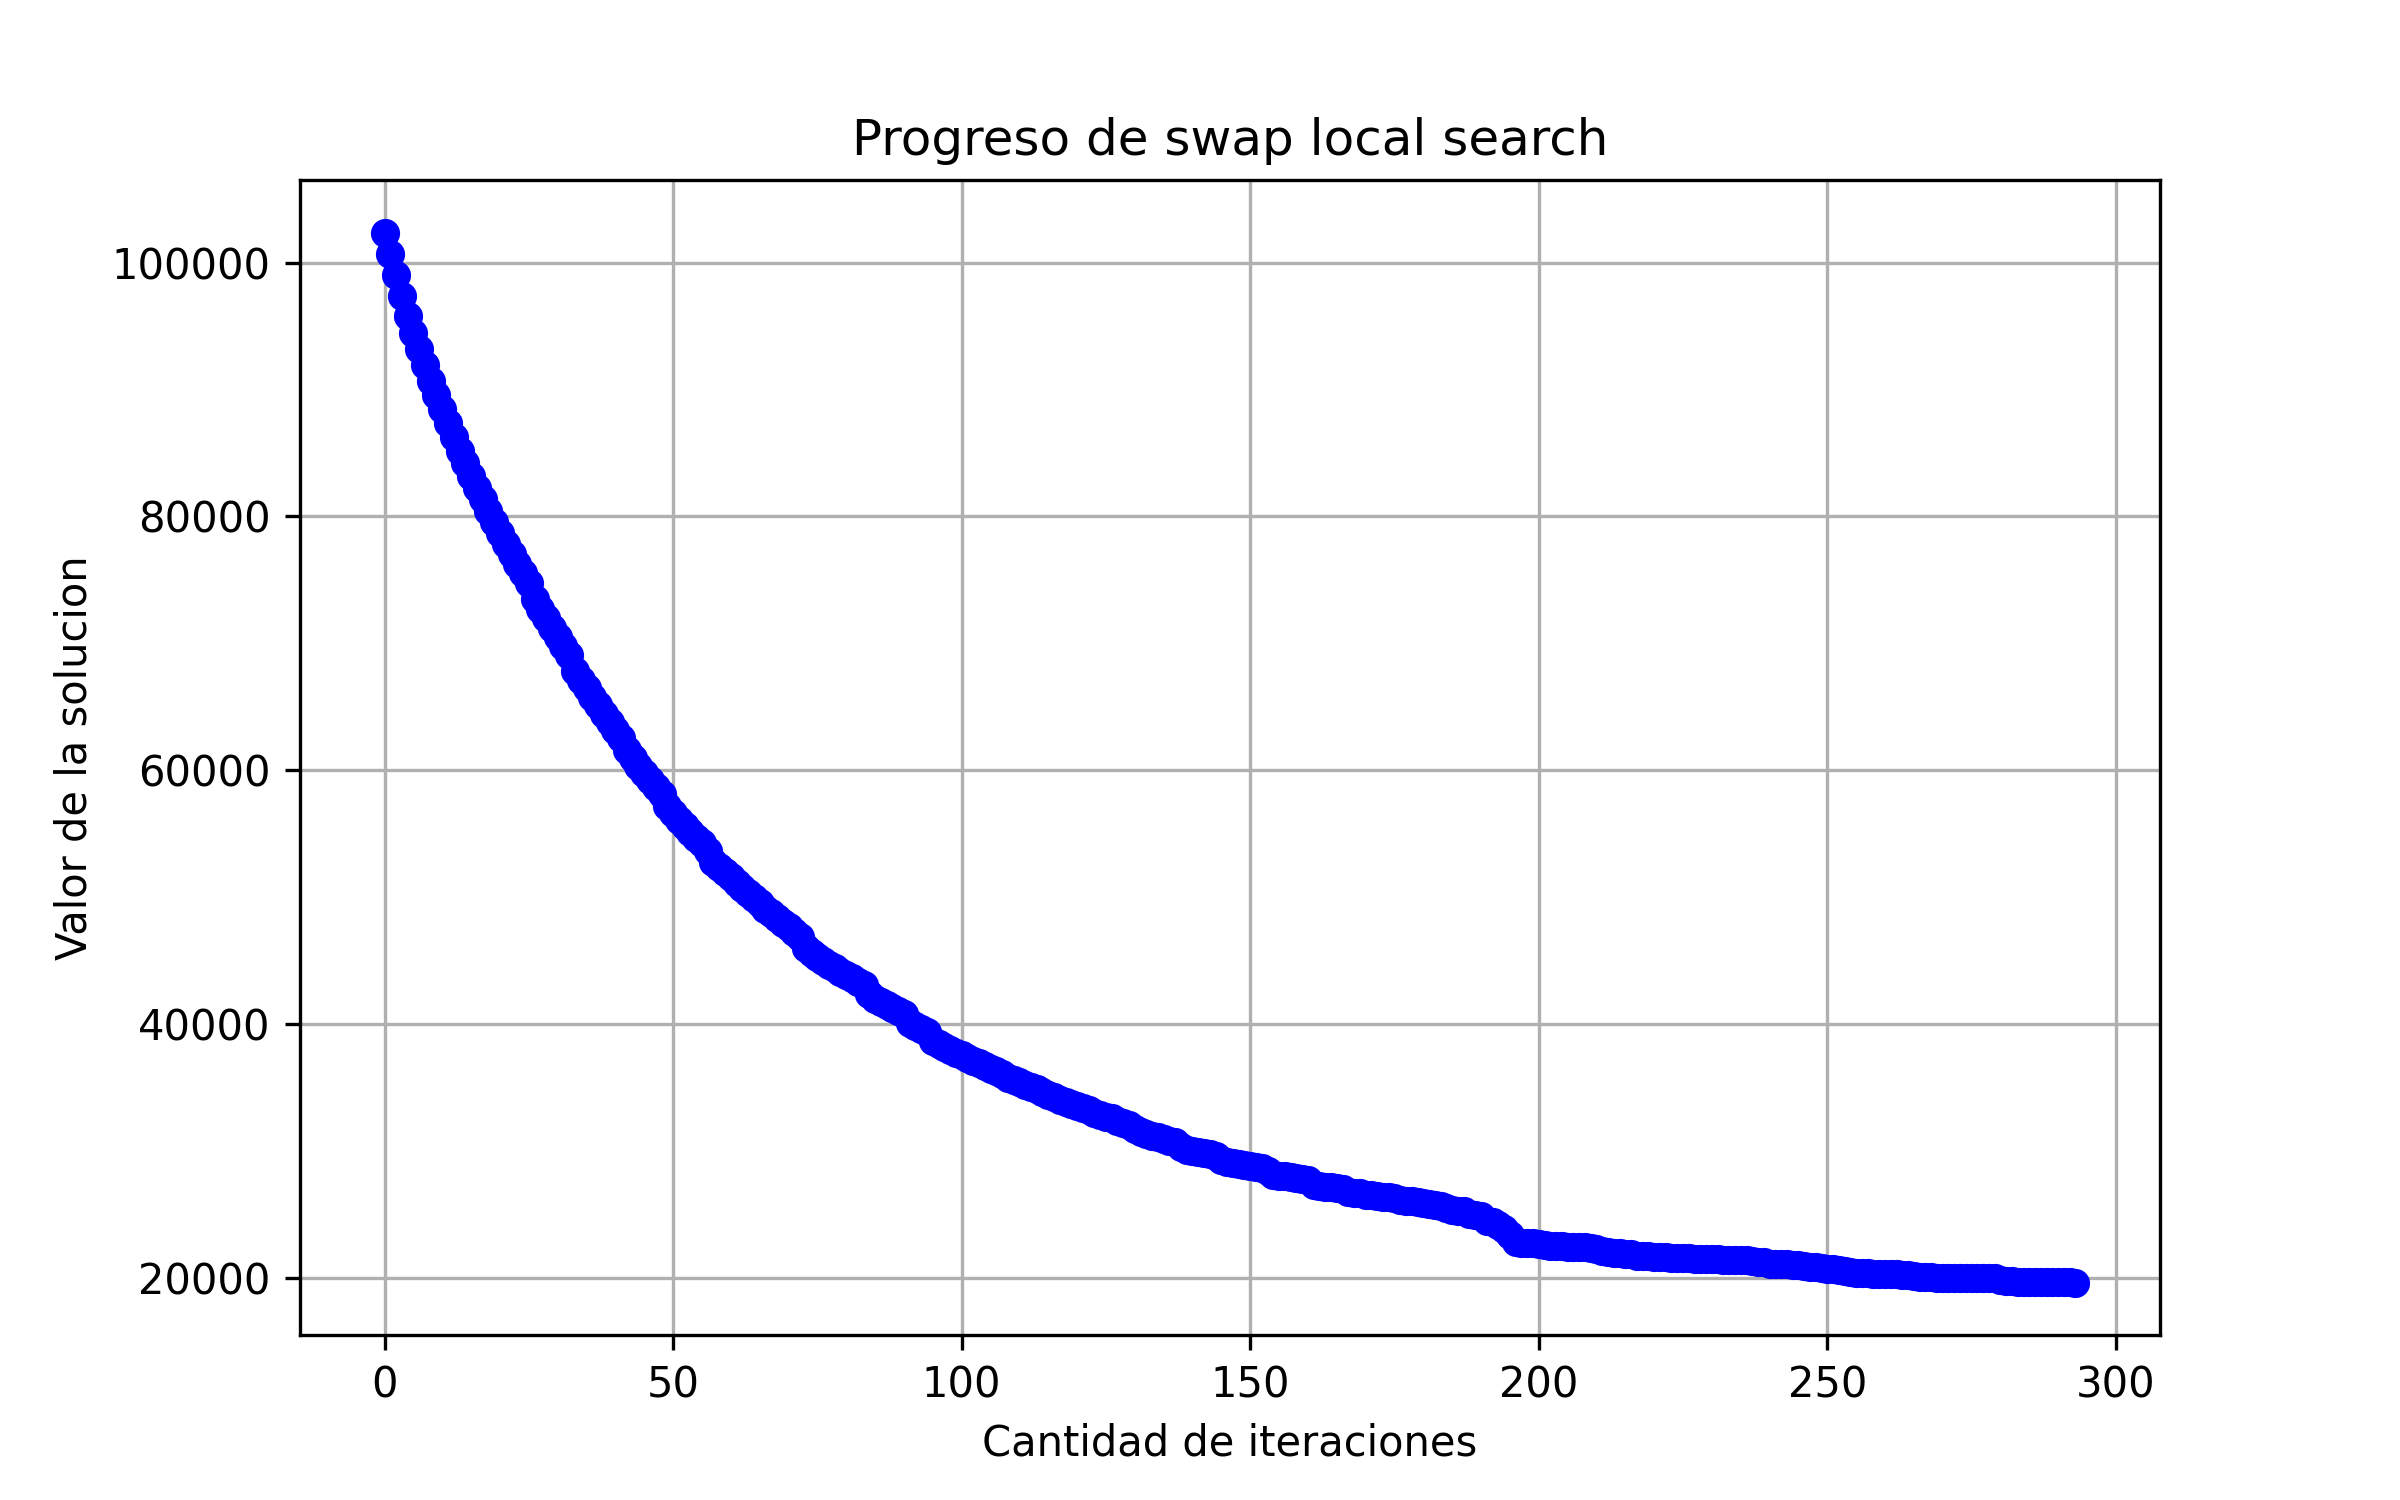 Progreso de swap local search
Valor de la solucion
100000
80000
60000
40000
20000
0 50 100 150 200 250 300
Cantidad de iteraciones